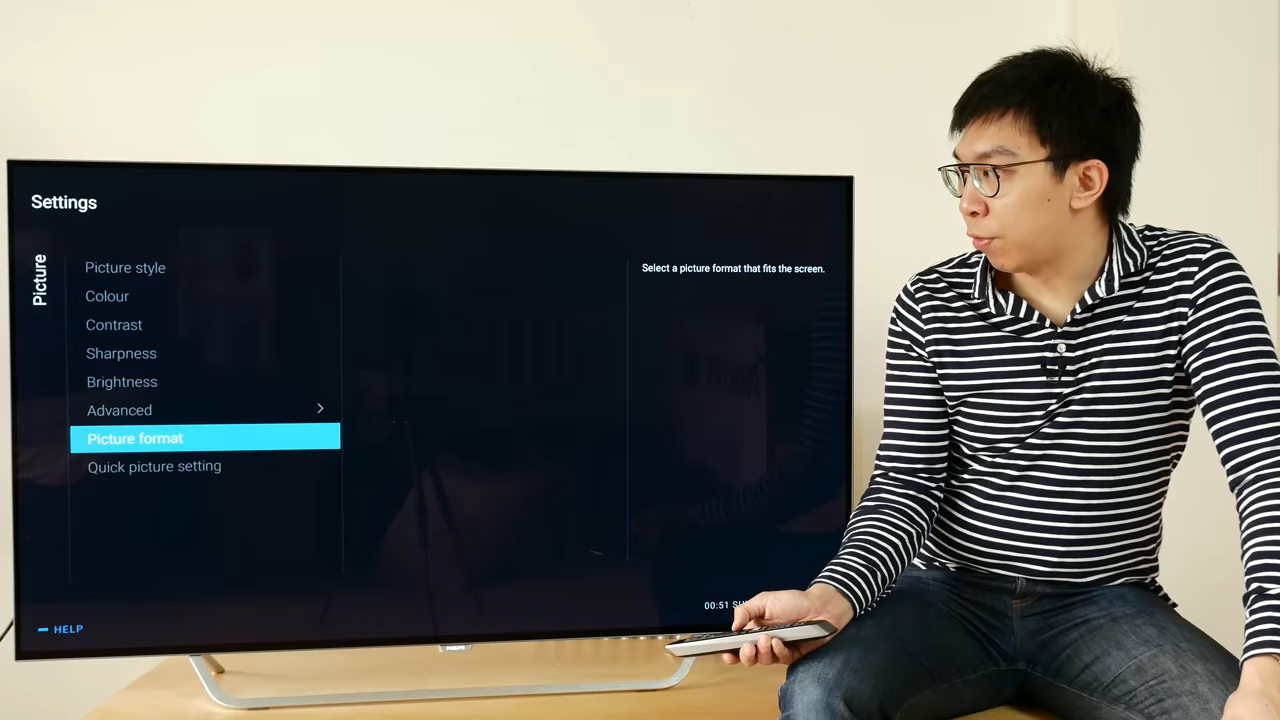 Settings
Picture
Picture style
Colour
Contrast
Sharpness
Brightness
Advanced
Picture format
Quick picture setting
Select a picture format that fits the screen.
00:51
HELP
PHILIPS